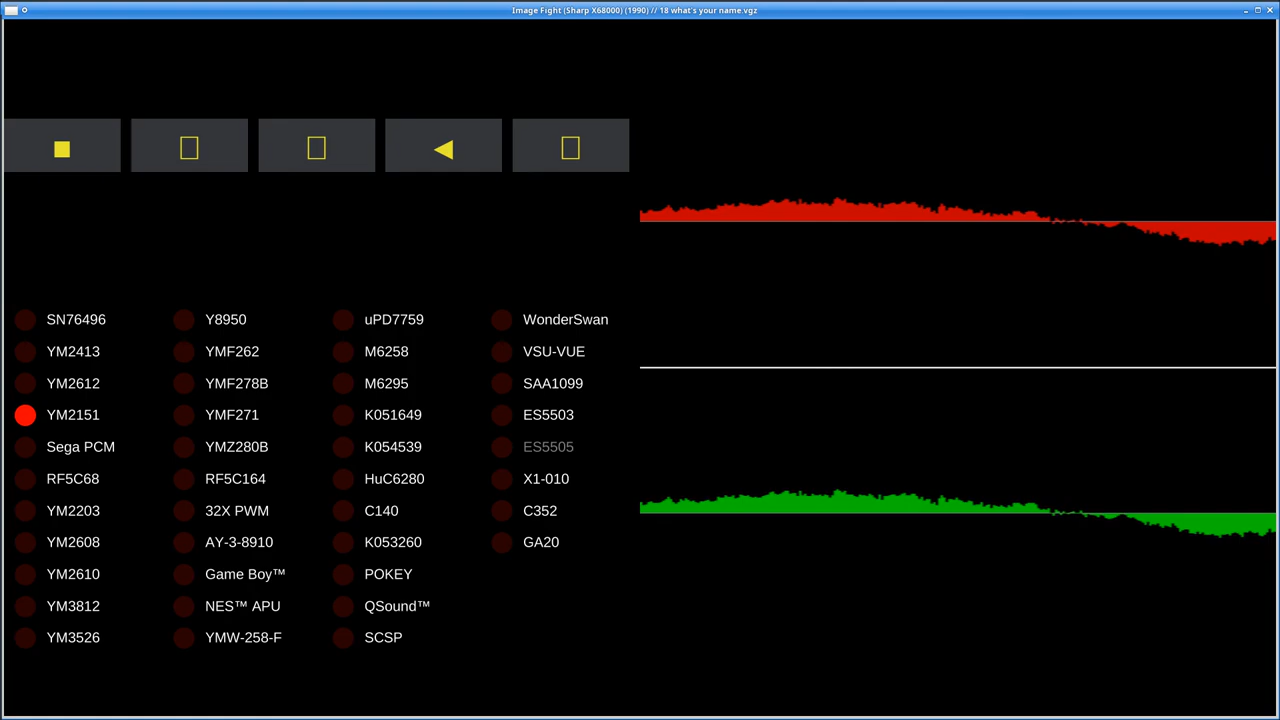 Image Fight (Sharp X68000) (1990) // 18 what's your name.vgz
SN76496
YM2413
YM2612
YM2151
Sega PCM
RF5C68
YM2203
YM2608
YM2610
YM3812
YM3526
Y8950
YMF262
YMF278B
YMF271
YMZ280B
RF5C164
32X PWM
AY-3-8910
Game Boy™
NES™ APU
YMW-258-F
uPD7759
M6258
M6295
K051649
K054539
HuC6280
C140
K053260
POKEY
QSound™
SCSP
WonderSwan
VSU-VUE
SAA1099
ES5503
ES5505
X1-010
C352
GA20